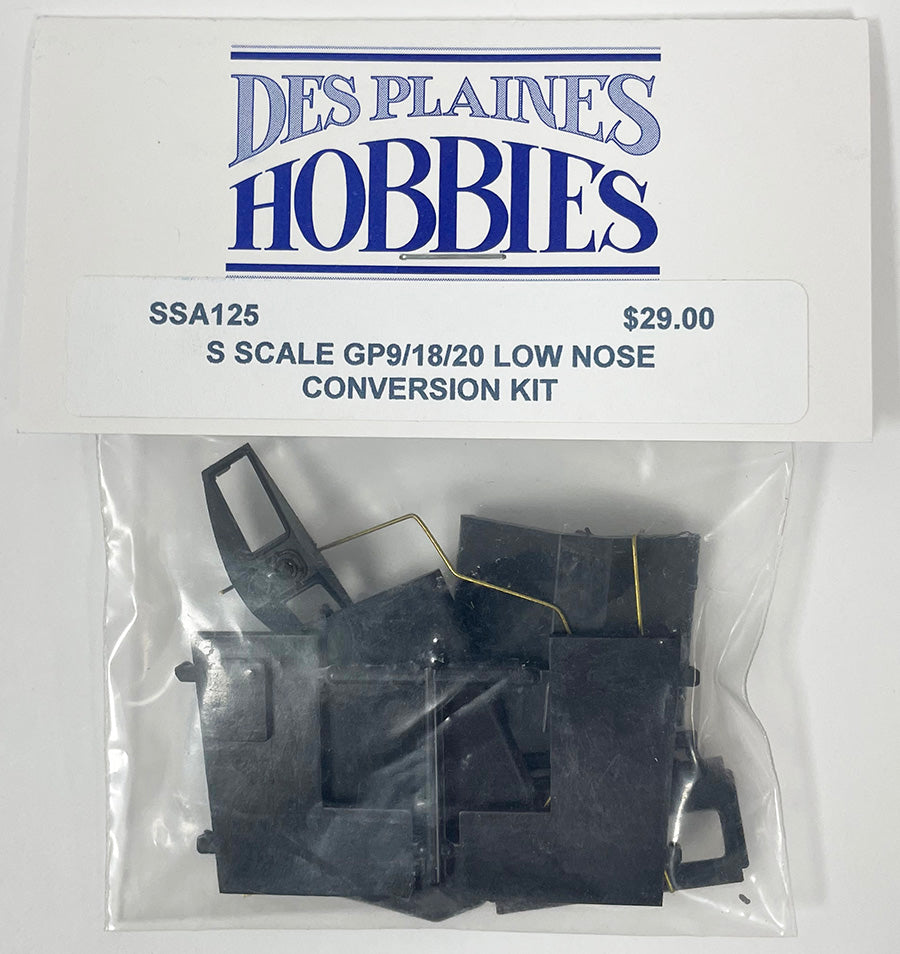 DES PLAINES
HOBBIES
SSA125 $29.00
S SCALE GP9/18/20 LOW NOSE
CONVERSION KIT